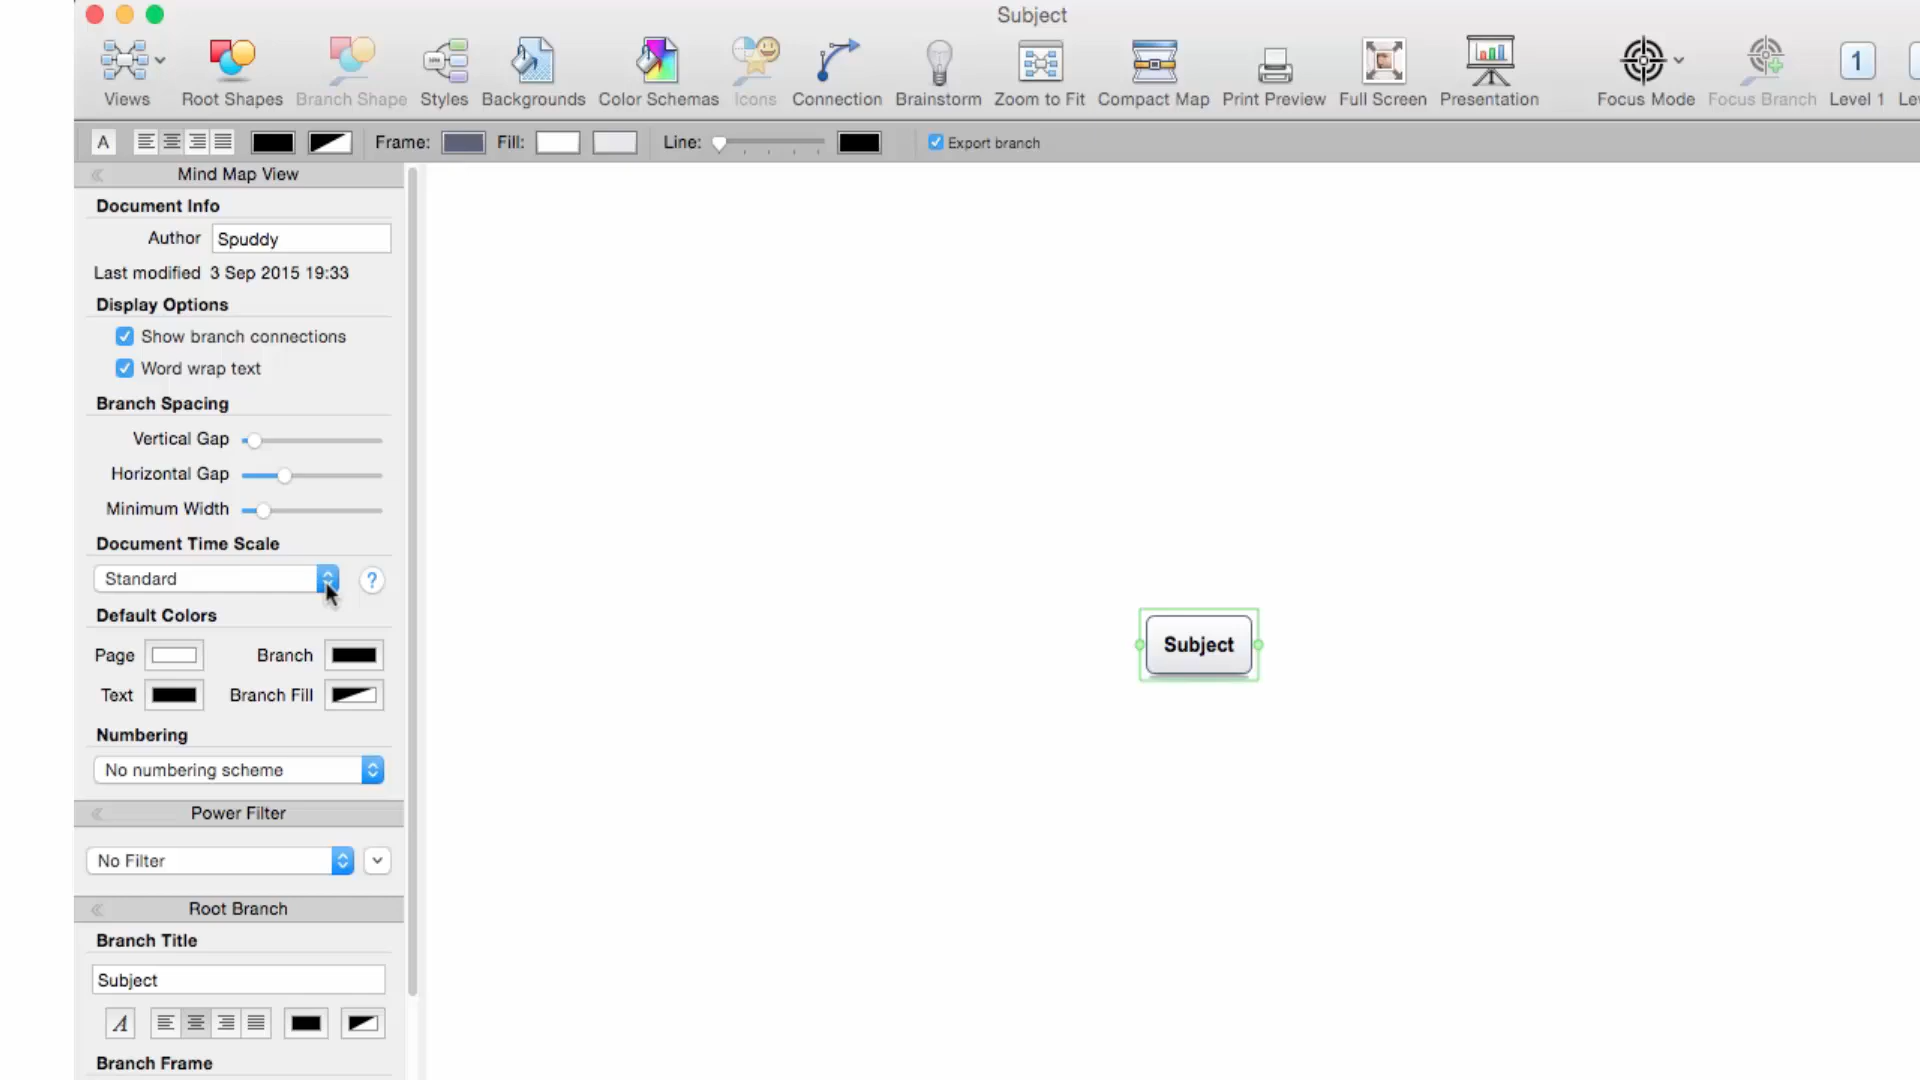 Subject
Views Root Shapes Branch Shape Styles Backgrounds Color Schemas Icons Connection Brainstorm Zoom to Fit Compact Map Print Preview Full Screen Presentation Focus Mode Focus Branch 1 Level 1
A Frame: Fill: Line: Export branch
Mind Map View
Document Info
Author Spuddy
Last modified 3 Sep 2015 19:33
Display Options
Show branch connections
Word wrap text
Branch Spacing
Vertical Gap
Horizontal Gap
Minimum Width
Document Time Scale
Standard ?
Default Colors
Page Branch
Text Branch Fill
Numbering
No numbering scheme
Power Filter
No Filter
Root Branch
Branch Title
Subject
A
Branch Frame
Subject